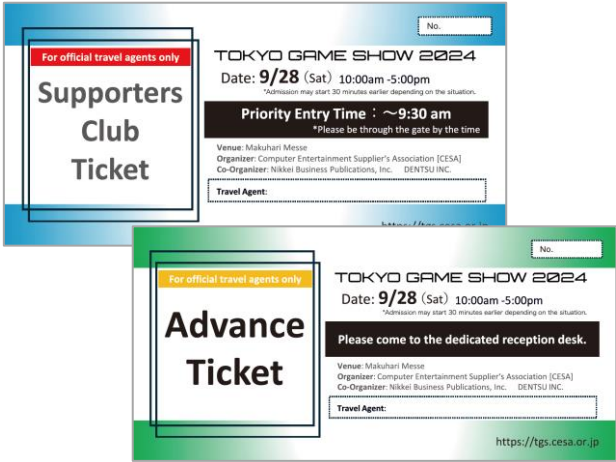 No.
For official travel agents only
Supporters
Club
Ticket
TOKYO GAME SHOW 2024
Date: 9/28 (Sat) 10:00am -5:00pm
*Admission may start 30 minutes earlier depending on the situation.
Priority Entry Time：～9:30 am
*Please be through the gate by the time
Venue: Makuhari Messe
Organizer: Computer Entertainment Supplier's Association [CESA]
Co-Organizer: Nikkei Business Publications, Inc. DENTSU INC.
Travel Agent:
https://tgs.cesa.or.jp
No.
For official travel agents only
Advance
Ticket
TOKYO GAME SHOW 2024
Date: 9/28 (Sat) 10:00am -5:00pm
*Admission may start 30 minutes earlier depending on the situation.
Please come to the dedicated reception desk.
Venue: Makuhari Messe
Organizer: Computer Entertainment Supplier's Association [CESA]
Co-Organizer: Nikkei Business Publications, Inc. DENTSU INC.
Travel Agent:
https://tgs.cesa.or.jp